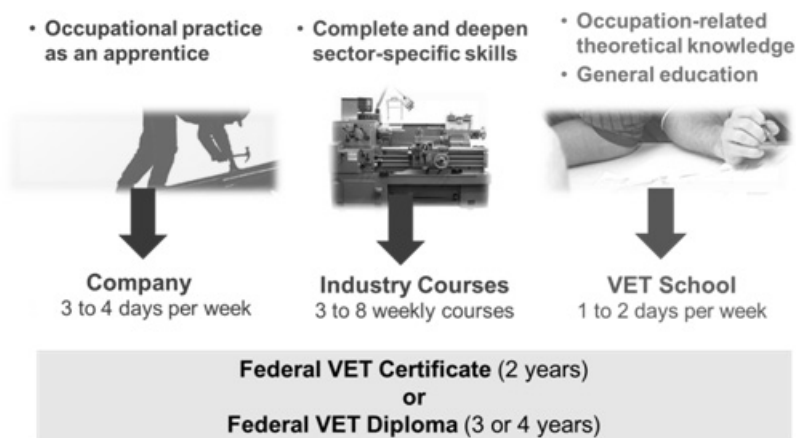 • Occupational practice
as an apprentice
• Complete and deepen
sector-specific skills
• Occupation-related
theoretical knowledge
• General education
Company
3 to 4 days per week
Industry Courses
3 to 8 weekly courses
VET School
1 to 2 days per week
Federal VET Certificate (2 years)
or
Federal VET Diploma (3 or 4 years)